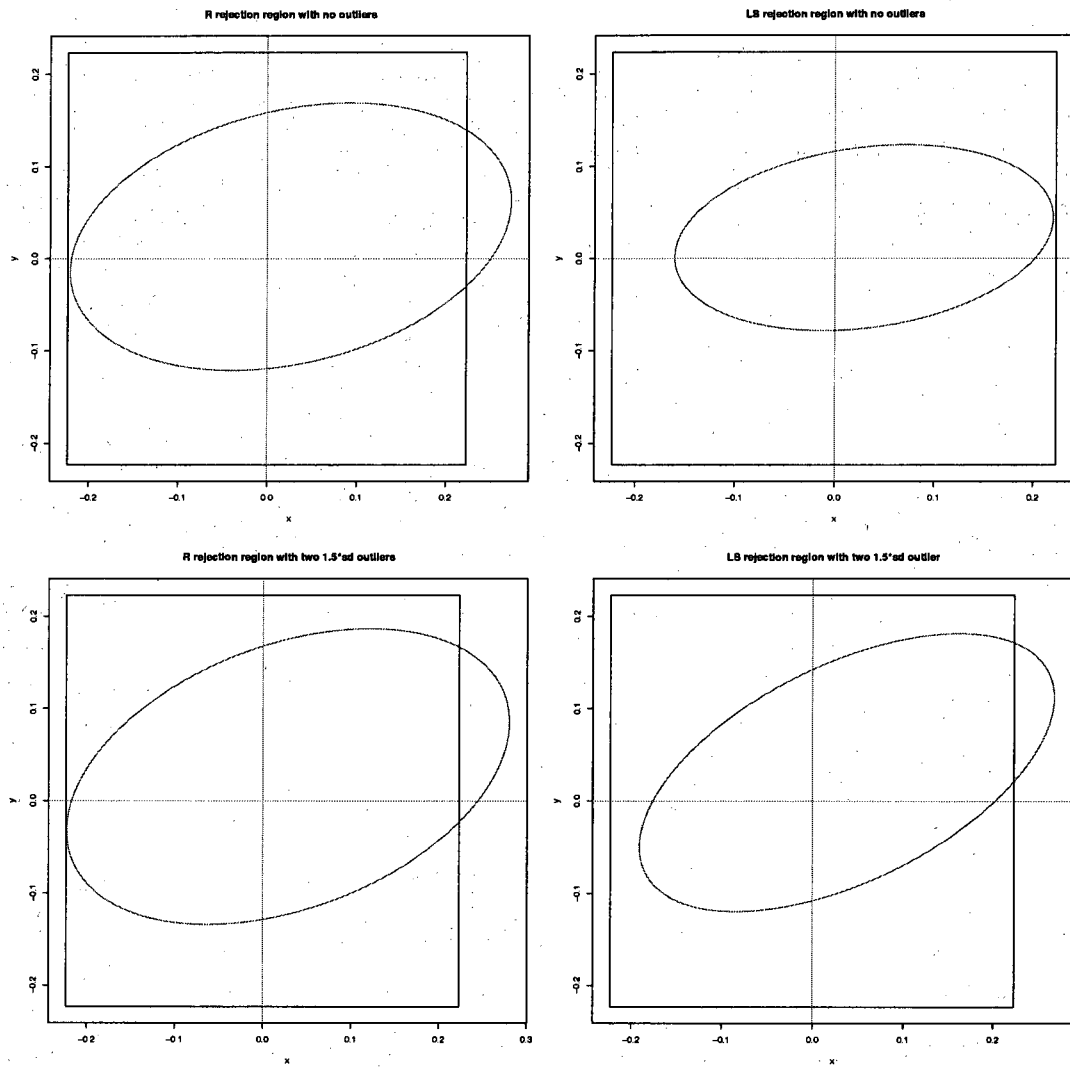 R rejection region with no outliers
y
0.2
0.1
0.0
-0.1
-0.2
-0.2 -0.1 0.0 0.1 0.2
x
LS rejection region with no outliers
y
0.2
0.1
0.0
-0.1
-0.2
-0.2 -0.1 0.0 0.1 0.2
x
R rejection region with two 1.5*sd outliers
y
0.2
0.1
0.0
-0.1
-0.2
-0.2 -0.1 0.0 0.1 0.2 0.3
x
LS rejection region with two 1.5*sd outlier
y
0.2
0.1
0.0
-0.1
-0.2
-0.2 -0.1 0.0 0.1 0.2
x